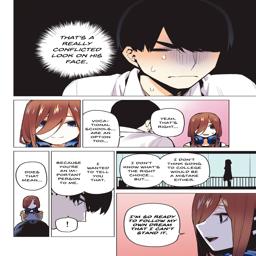 THAT'S A
REALLY
CONFLICTED
LOOK ON HIS
FACE.
YEAH.
THAT'S
RIGHT...
VOCA-
TIONAL
SCHOOLS...
ARE AN
OPTION
TOO...
I DON'T
THINK GOING
TO COLLEGE
WOULD BE A
MISTAKE
EITHER.
I DON'T KNOW
WHAT'S
THE RIGHT
CHOICE,
BUT...
I'M SO READY
TO FOLLOW
MY OWN
DREAM THAT
I CAN'T
STAND IT.
I
WANTED
TO TELL
YOU THAT.
BECAUSE
YOU'RE
AN IM-
PORTANT
PERSON
TO ME.
!
DOES
THAT
MEAN...